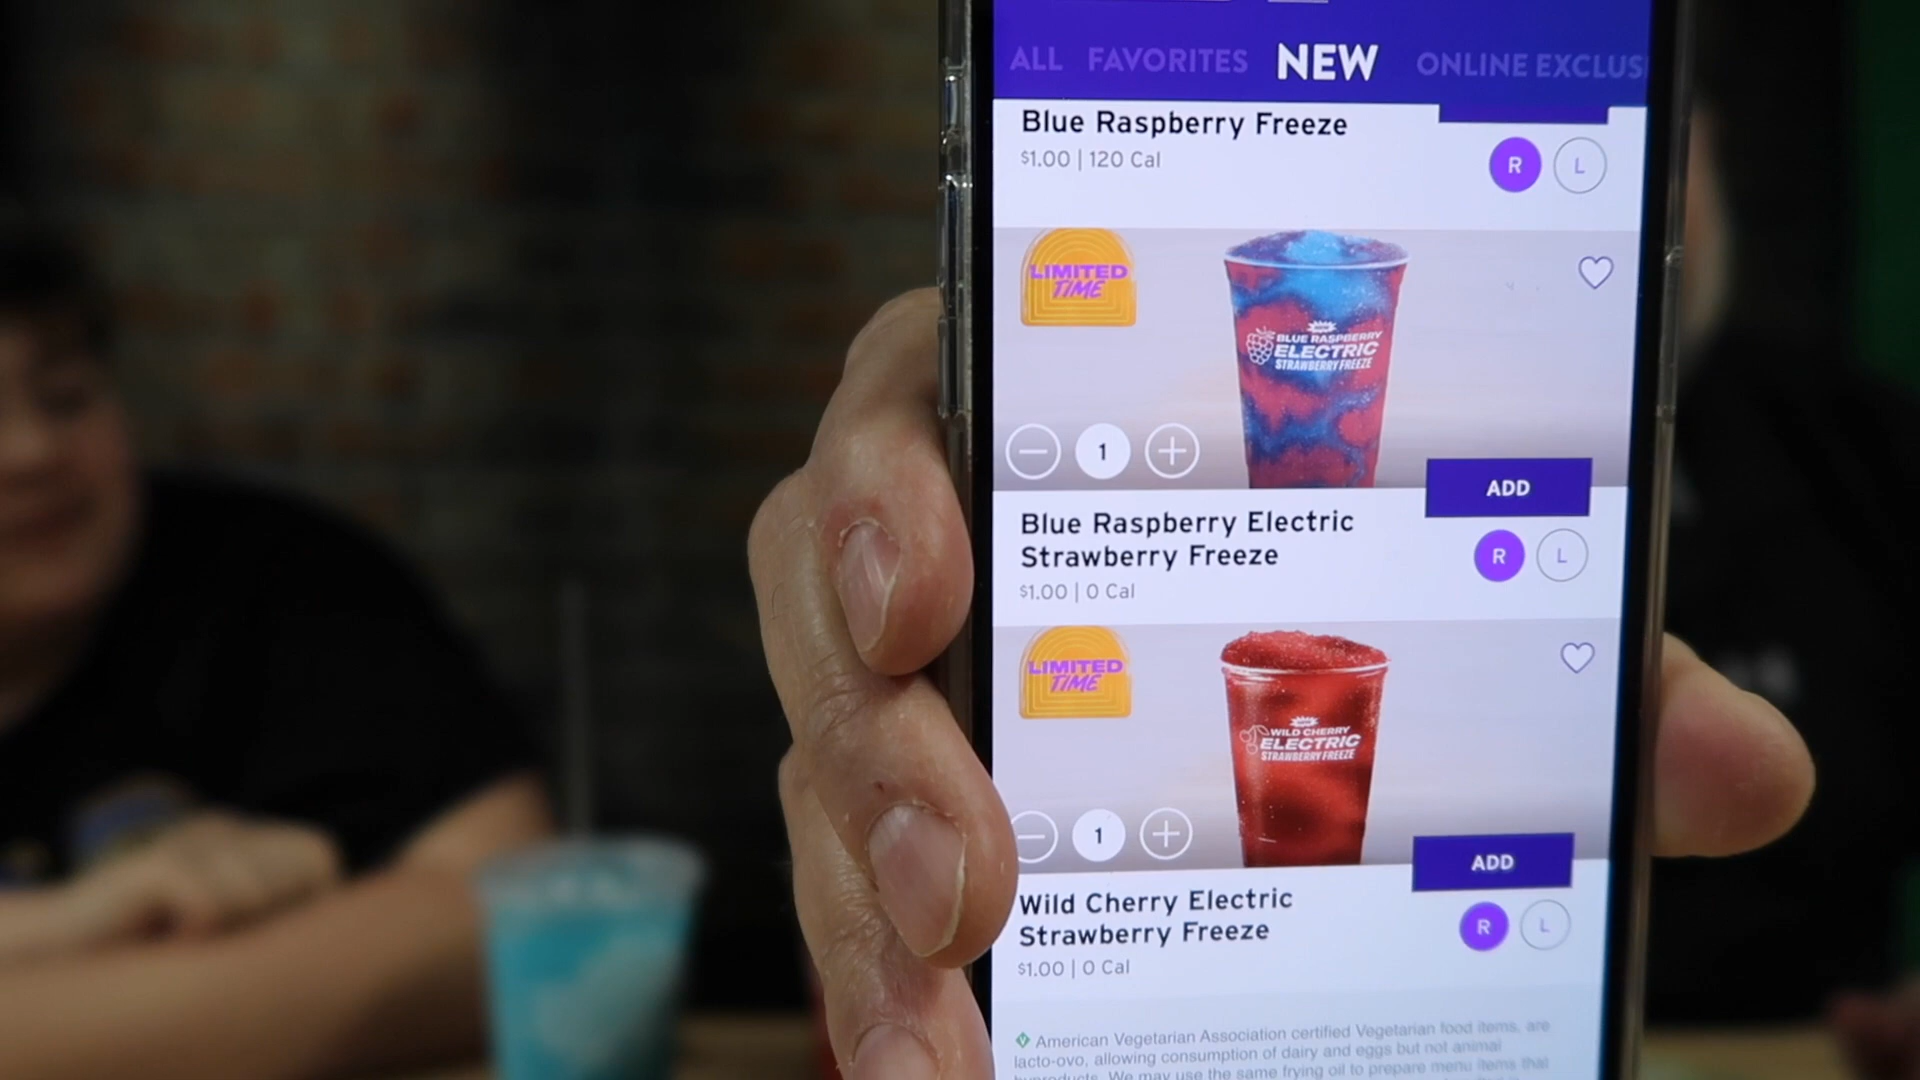 ALL FAVORITES NEW ONLINE EXCLUS
Blue Raspberry Freeze
$1.00 | 120 Cal
R L
LIMITED
TIME
NEW
BLUE RASPBERRY
ELECTRIC
STRAWBERRY FREEZE
1
ADD
Blue Raspberry Electric
Strawberry Freeze
R L
$1.00 | 0 Cal
LIMITED
TIME
NEW
WILD CHERRY
ELECTRIC
STRAWBERRY FREEZE
1
ADD
Wild Cherry Electric
Strawberry Freeze
R L
$1.00 | 0 Cal
American Vegetarian Association certified Vegetarian food items, are
lacto-ovo, allowing consumption of dairy and eggs but not animal
byproducts. We may use the same frying oil to prepare menu items that